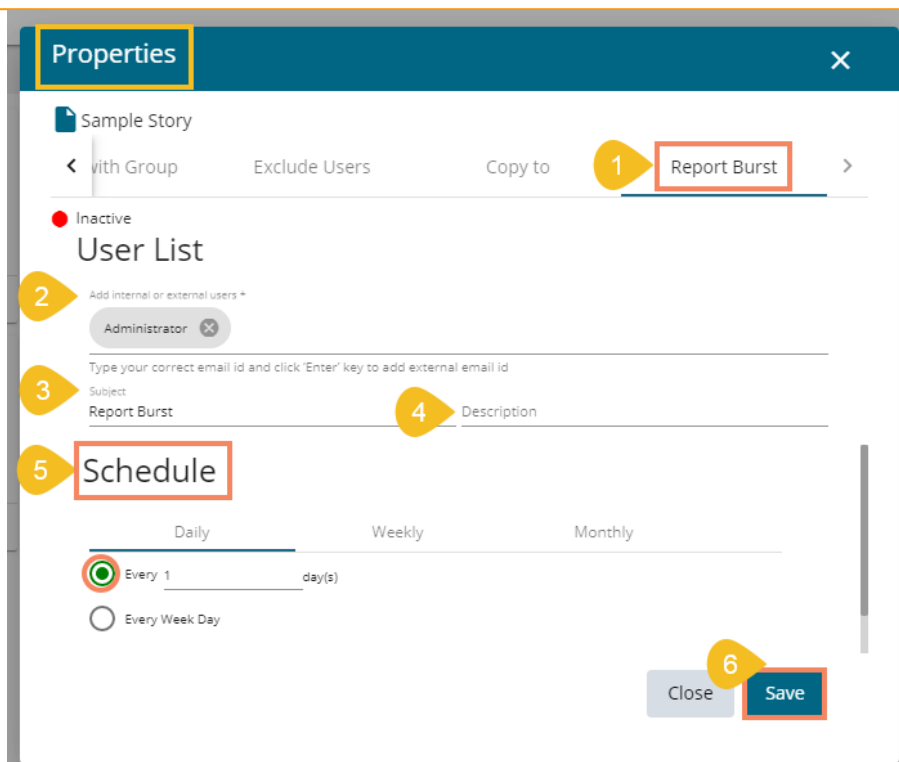 Properties
Sample Story
with Group Exclude Users Copy to 1 Report Burst
Inactive
User List
2 Add internal or external users *
Administrator
Type your correct email id and click 'Enter' key to add external email id
3 Subject
Report Burst 4 Description
5 Schedule
Daily Weekly Monthly
Every 1 day(s)
Every Week Day
6
Close Save